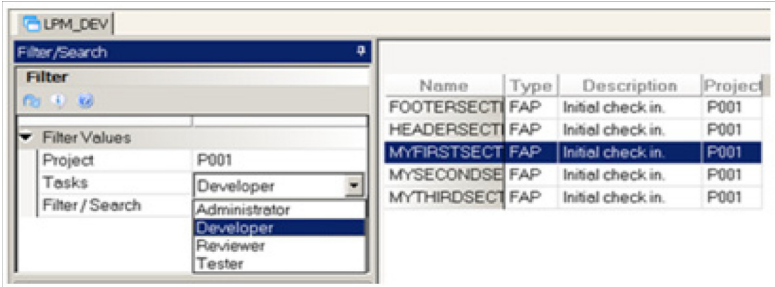 LPM_DEV
Filter/Search
Filter
Filter Values
Project P001
Tasks Developer
Filter / Search
Administrator
Developer
Reviewer
Tester
Name Type Description Project
FOOTERSECTI FAP Initial check in. P001
HEADERSECTI FAP Initial check in. P001
MYFIRSTSECT FAP Initial check in. P001
MYSECONDSE FAP Initial check in. P001
MYTHIRDSECT FAP Initial check in. P001